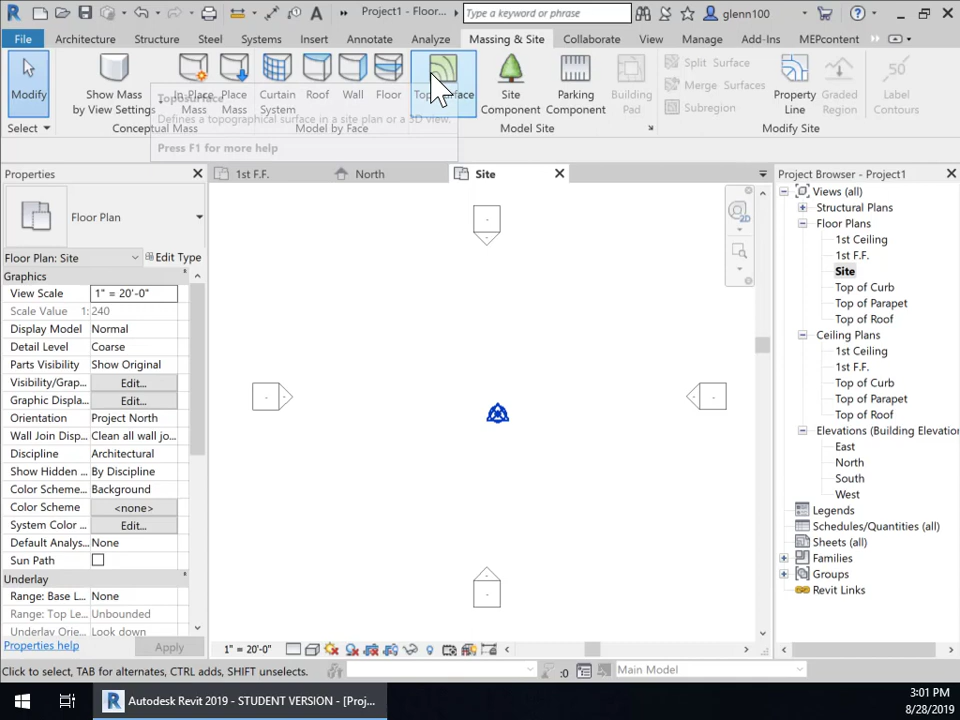 Project1 - Floor...
Type a keyword or phrase
glenn100
File Architecture Structure Steel Systems Insert Annotate Analyze Massing & Site Collaborate View Manage Add-Ins MEPcontent
Modify
Show Mass
by View Settings
In-Place
Mass
Place
Mass
Curtain
System
Roof
Wall
Floor
Site
Component
Parking
Component
Building
Pad
Split Surface
Merge Surfaces
Subregion
Property
Line
Graded
Region
Label
Contours
Toposurface
Defines a topographical surface in a site plan or a 3D view.
Press F1 for more help
Select
Conceptual Mass
Model by Face
Model Site
Modify Site
Properties
Floor Plan
Floor Plan: Site
Edit Type
Graphics
View Scale 1" = 20'-0"
Scale Value 1: 240
Display Model Normal
Detail Level Coarse
Parts Visibility Show Original
Visibility/Grap... Edit...
Graphic Displa... Edit...
Orientation Project North
Wall Join Disp... Clean all wall jo...
Discipline Architectural
Show Hidden ... By Discipline
Color Scheme... Background
Color Scheme <none>
System Color ... Edit...
Default Analys... None
Sun Path
Underlay
Range: Base L... None
Range: Top Le... Unbounded
Underlay Orie... Look down
Properties help
Apply
1st F.F.
North
Site
2D
1" = 20'-0"
Project Browser - Project1
Views (all)
Structural Plans
Floor Plans
1st Ceiling
1st F.F.
Site
Top of Curb
Top of Parapet
Top of Roof
Ceiling Plans
1st Ceiling
1st F.F.
Top of Curb
Top of Parapet
Top of Roof
Elevations (Building Elevation
East
North
South
West
Legends
Schedules/Quantities (all)
Sheets (all)
Families
Groups
Revit Links
Click to select, TAB for alternates, CTRL adds, SHIFT unselects.
:0
Main Model
Autodesk Revit 2019 - STUDENT VERSION - [Proj...
3:01 PM
8/28/2019